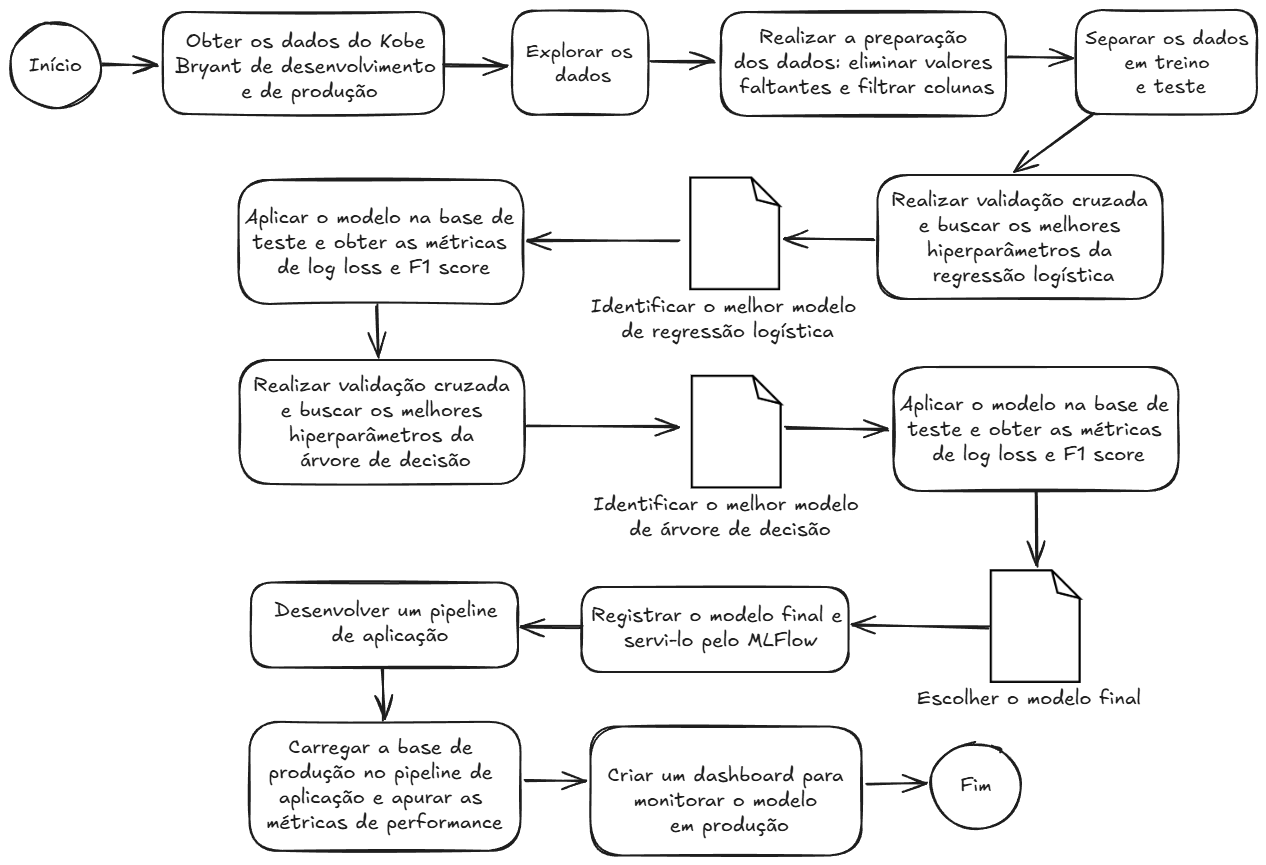 Início
Obter os dados do Kobe
Bryant de desenvolvimento
e de produção
Explorar os
dados
Realizar a preparação
dos dados: eliminar valores
faltantes e filtrar colunas
Separar os dados
em treino
e teste
Realizar validação cruzada
e buscar os melhores
hiperparâmetros da
regressão logística
Identificar o melhor modelo
de regressão logística
Aplicar o modelo na base de
teste e obter as métricas
de log loss e F1 score
Realizar validação cruzada
e buscar os melhores
hiperparâmetros da
árvore de decisão
Identificar o melhor modelo
de árvore de decisão
Aplicar o modelo na base de
teste e obter as métricas
de log loss e F1 score
Escolher o modelo final
Registrar o modelo final e
servi-lo pelo MLFlow
Desenvolver um pipeline
de aplicação
Carregar a base de
produção no pipeline de
aplicação e apurar as
métricas de performance
Criar um dashboard para
monitorar o modelo
em produção
Fim